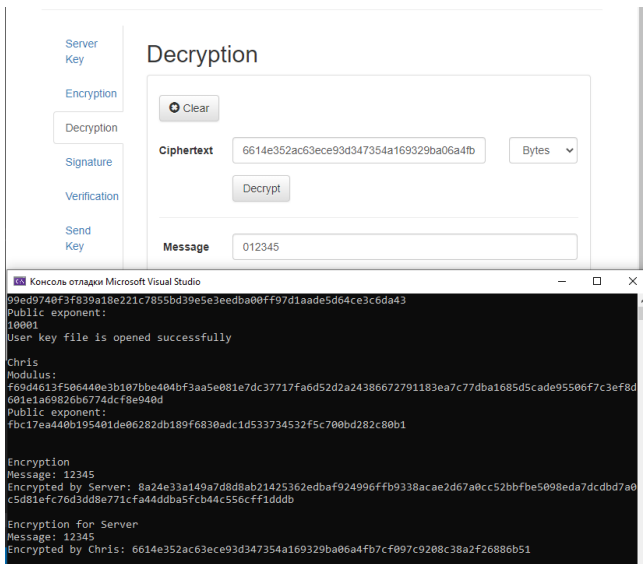 Server
Key
Decryption
Encryption
Clear
Decryption
Ciphertext 6614e352ac63ece93d347354a169329ba06a4fb Bytes
Signature
Decrypt
Verification
Send
Key
Message 012345
Консоль отладки Microsoft Visual Studio
99ed9740f3f839a18e221c7855bd39e5e3eedba00ff97d1aade5d64ce3c6da43
Public exponent:
10001
User key file is opened successfully
Chris
Modulus:
f69d4613f506440e3b107bbe404bf3aa5e081e7dc37717fa6d52d2a24386672791183ea7c77dba1685d5cade95506f7c3ef8d
601e1a69826b6774dcf8e940d
Public exponent:
fbc17ea440b195401de06282db189f6830adc1d533734532f5c700bd282c80b1
Encryption
Message: 12345
Encrypted by Server: 8a24e33a149a7d8d8ab21425362edbaf924996ffb9338acae2d67a0cc52bbfbe5098eda7dcdbd7a0
c5d81efc76d3dd8e771cfa44ddba5fcb44c556cff1dddb
Encryption for Server
Message: 12345
Encrypted by Chris: 6614e352ac63ece93d347354a169329ba06a4fb7cf097c9208c38a2f26886b51